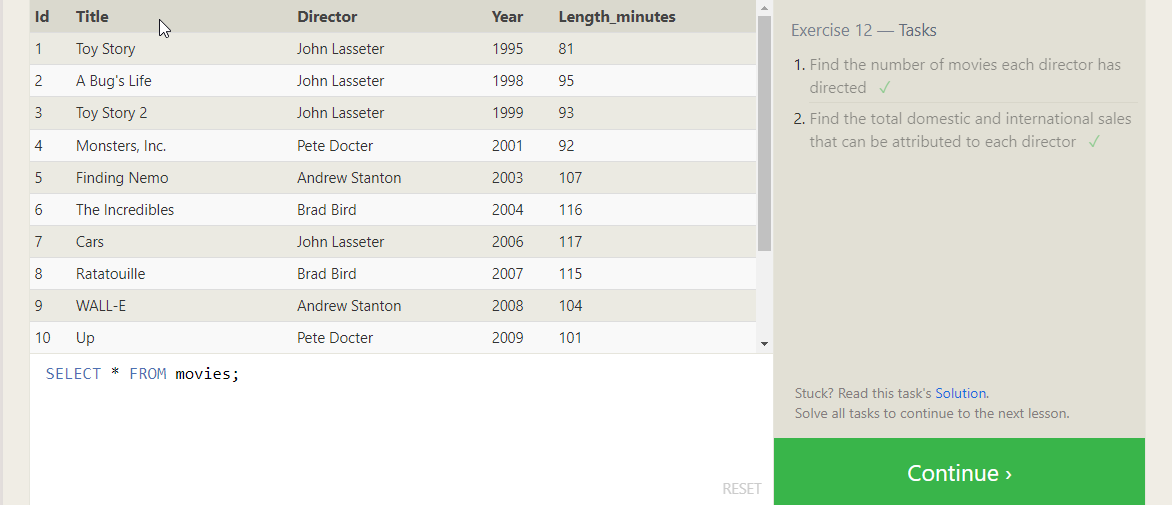 Id Title Director Year Length_minutes
1 Toy Story John Lasseter 1995 81
2 A Bug's Life John Lasseter 1998 95
3 Toy Story 2 John Lasseter 1999 93
4 Monsters, Inc. Pete Docter 2001 92
5 Finding Nemo Andrew Stanton 2003 107
6 The Incredibles Brad Bird 2004 116
7 Cars John Lasseter 2006 117
8 Ratatouille Brad Bird 2007 115
9 WALL-E Andrew Stanton 2008 104
10 Up Pete Docter 2009 101
SELECT * FROM movies;
RESET
Exercise 12 — Tasks
1. Find the number of movies each director has
directed ✓
2. Find the total domestic and international sales
that can be attributed to each director ✓
Stuck? Read this task's Solution.
Solve all tasks to continue to the next lesson.
Continue ›